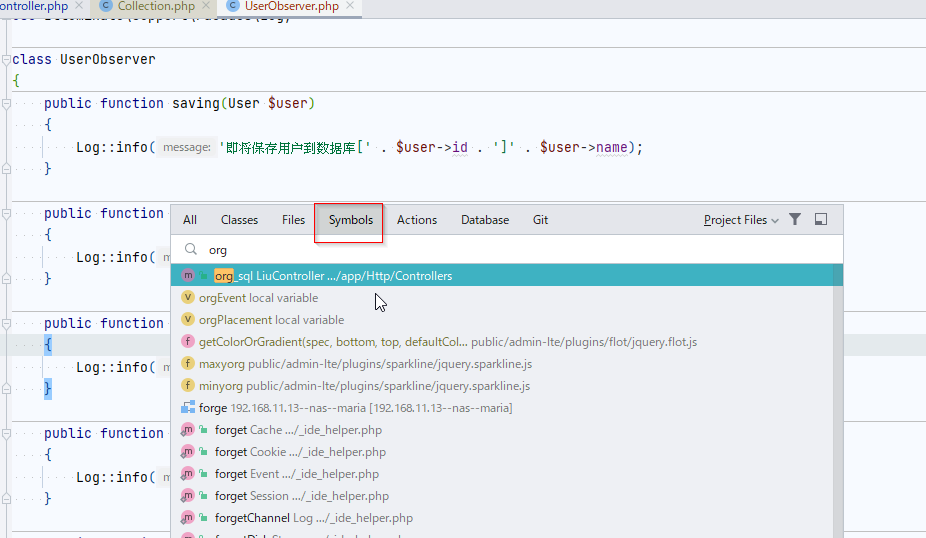 ontroller.php Collection.php UserObserver.php
class UserObserver
{
public function saving(User $user)
{
Log::info( message: '即将保存用户到数据库[' . $user->id . ']' . $user->name);
}
public function
{
Log::info(
}
public function
{
Log::info(
}
public function
{
Log::info(
}
All Classes Files Symbols Actions Database Git Project Files
org
m org_sql LiuController .../app/Http/Controllers
V orgEvent local variable
V orgPlacement local variable
f getColorOrGradient(spec, bottom, top, defaultCol... public/admin-lte/plugins/flot/jquery.flot.js
f maxyorg public/admin-lte/plugins/sparkline/jquery.sparkline.js
f minyorg public/admin-lte/plugins/sparkline/jquery.sparkline.js
forge 192.168.11.13--nas--maria [192.168.11.13--nas--maria]
m forget Cache .../_ide_helper.php
m forget Cookie .../_ide_helper.php
m forget Event .../_ide_helper.php
m forget Session .../_ide_helper.php
m forgetChannel Log .../_ide_helper.php